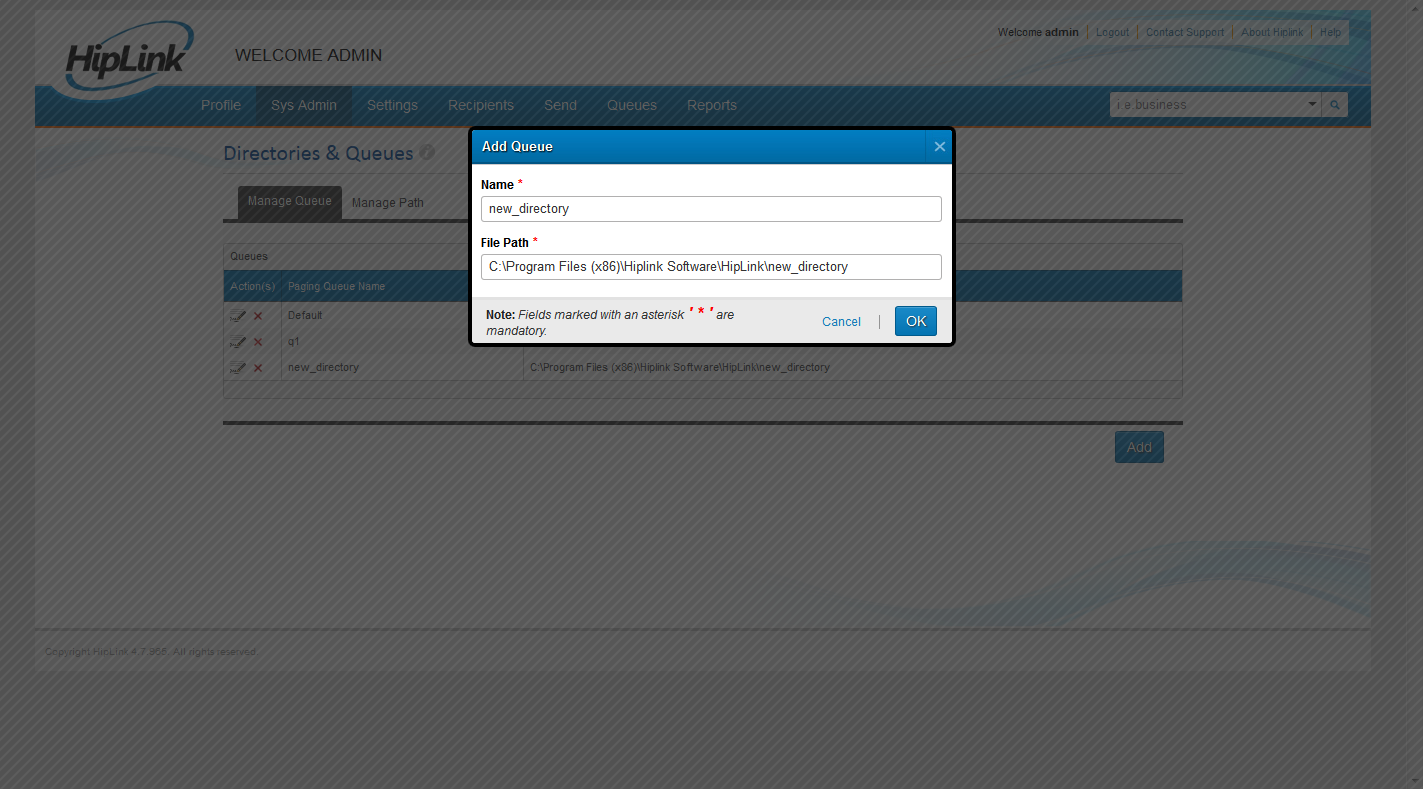 HipLink
WELCOME ADMIN
Welcome admin Logout Contact Support About Hiplink Help
Profile Sys Admin Settings Recipients Send Queues Reports
i.e.business
Directories & Queues
Manage Queue Manage Path
Add Queue
Name *
new_directory
File Path *
C:\Program Files (x86)\Hiplink Software\HipLink\new_directory
Note: Fields marked with an asterisk ' * ' are
mandatory.
Cancel OK
Queues
Action(s) Paging Queue Name
Default
q1
new_directory C:\Program Files (x86)\Hiplink Software\HipLink\new_directory
Add
Copyright HipLink 4.7.985. All rights reserved.